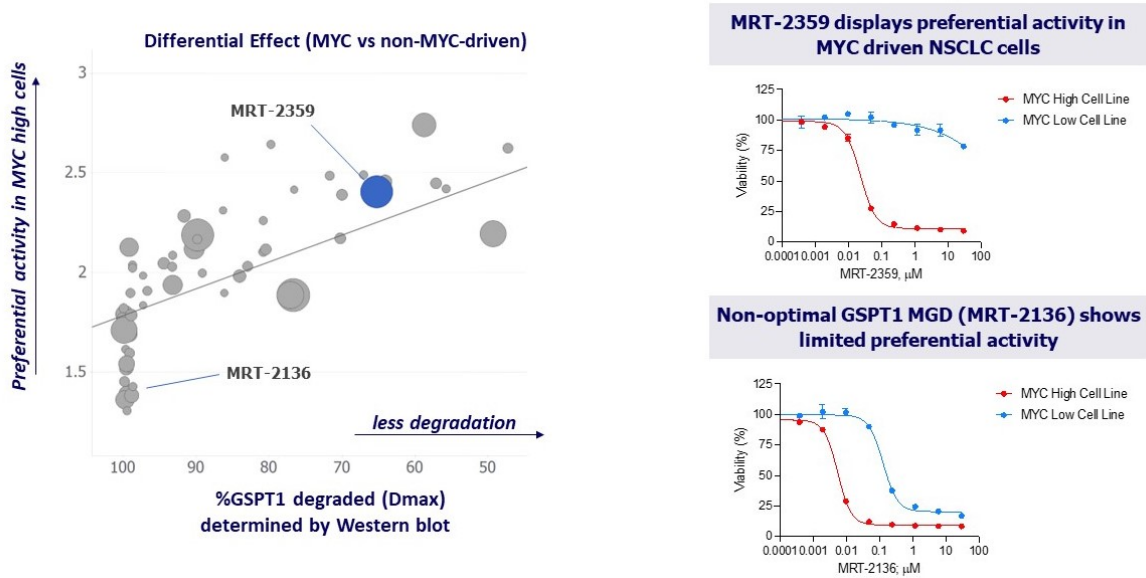 Differential Effect (MYC vs non-MYC-driven)
Preferential activity in MYC high cells
3
2.5
2
1.5
MRT-2359
MRT-2136
less degradation
100 90 80 70 60 50
%GSPT1 degraded (Dmax)
determined by Western blot
MRT-2359 displays preferential activity in
MYC driven NSCLC cells
125
100
75
50
25
0
Viability (%)
MYC High Cell Line
MYC Low Cell Line
0.0001 0.001 0.01 0.1 1 10 100
MRT-2359, μM
Non-optimal GSPT1 MGD (MRT-2136) shows
limited preferential activity
125
100
75
50
25
0
Viability (%)
MYC High Cell Line
MYC Low Cell Line
0.0001 0.001 0.01 0.1 1 10 100
MRT-2136; μM